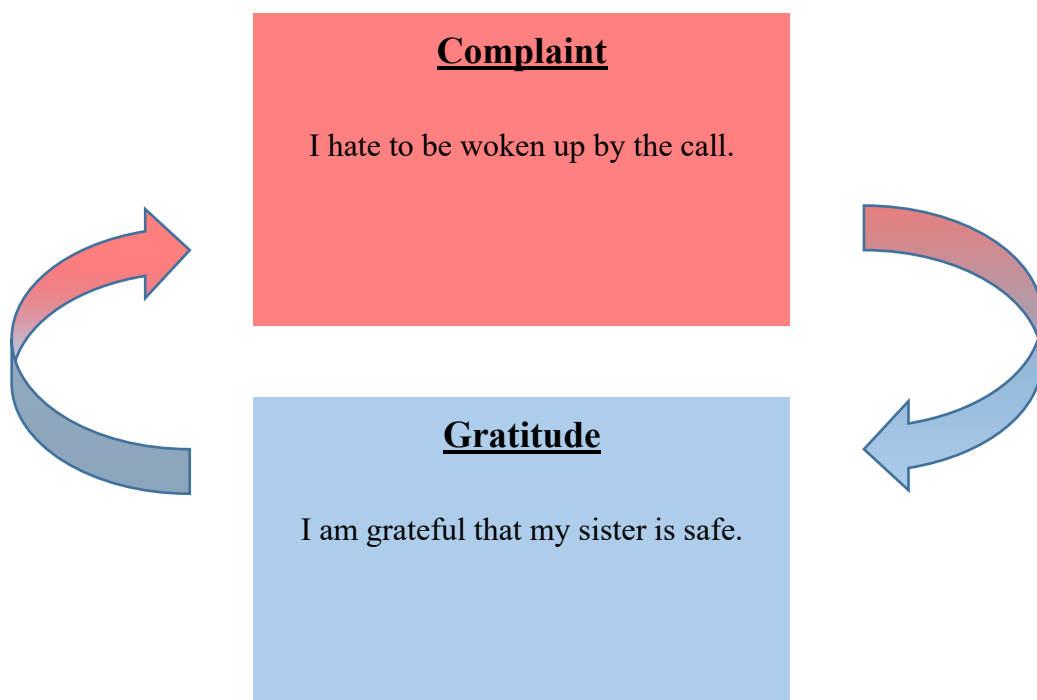 Complaint
I hate to be woken up by the call.
Gratitude
I am grateful that my sister is safe.